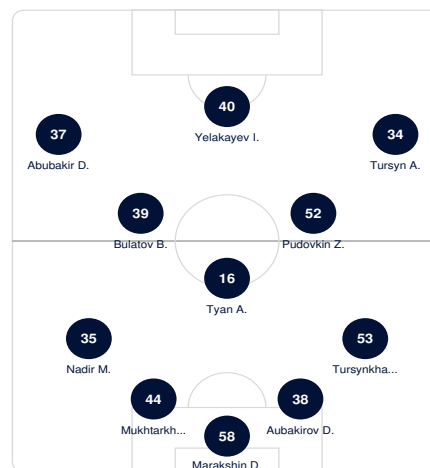 40
Yelakayev I.
37
Abubakir D.
34
Tursyn A.
39
Bulatov B.
52
Pudovkin Z.
16
Tyan A.
35
Nadir M.
53
Tursynkha...
44
Mukhtarkh...
38
Aubakirov D.
58
Marakshin D.